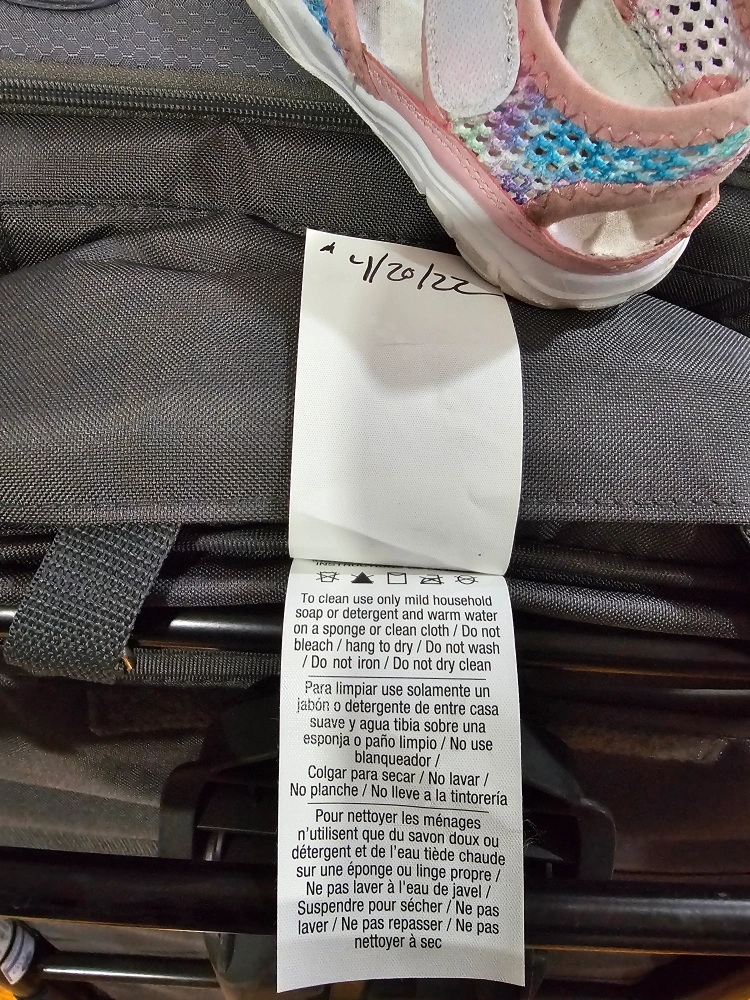 4/20/22
To clean use only mild household
soap or detergent and warm water
on a sponge or clean cloth / Do not
bleach / hang to dry / Do not wash
/ Do not iron / Do not dry clean
Para limpiar use solamente un
jabón o detergente de entre casa
suave y agua tibia sobre una
esponja o paño limpio / No use
blanqueador /
Colgar para secar / No lavar /
No planche / No lleve a la tintorería
Pour nettoyer les ménages
n'utilisent que du savon doux ou
détergent et de l'eau tiède chaude
sur une éponge ou linge propre /
Ne pas laver à l'eau de javel /
Suspendre pour sécher / Ne pas
laver / Ne pas repasser / Ne pas
nettoyer à sec